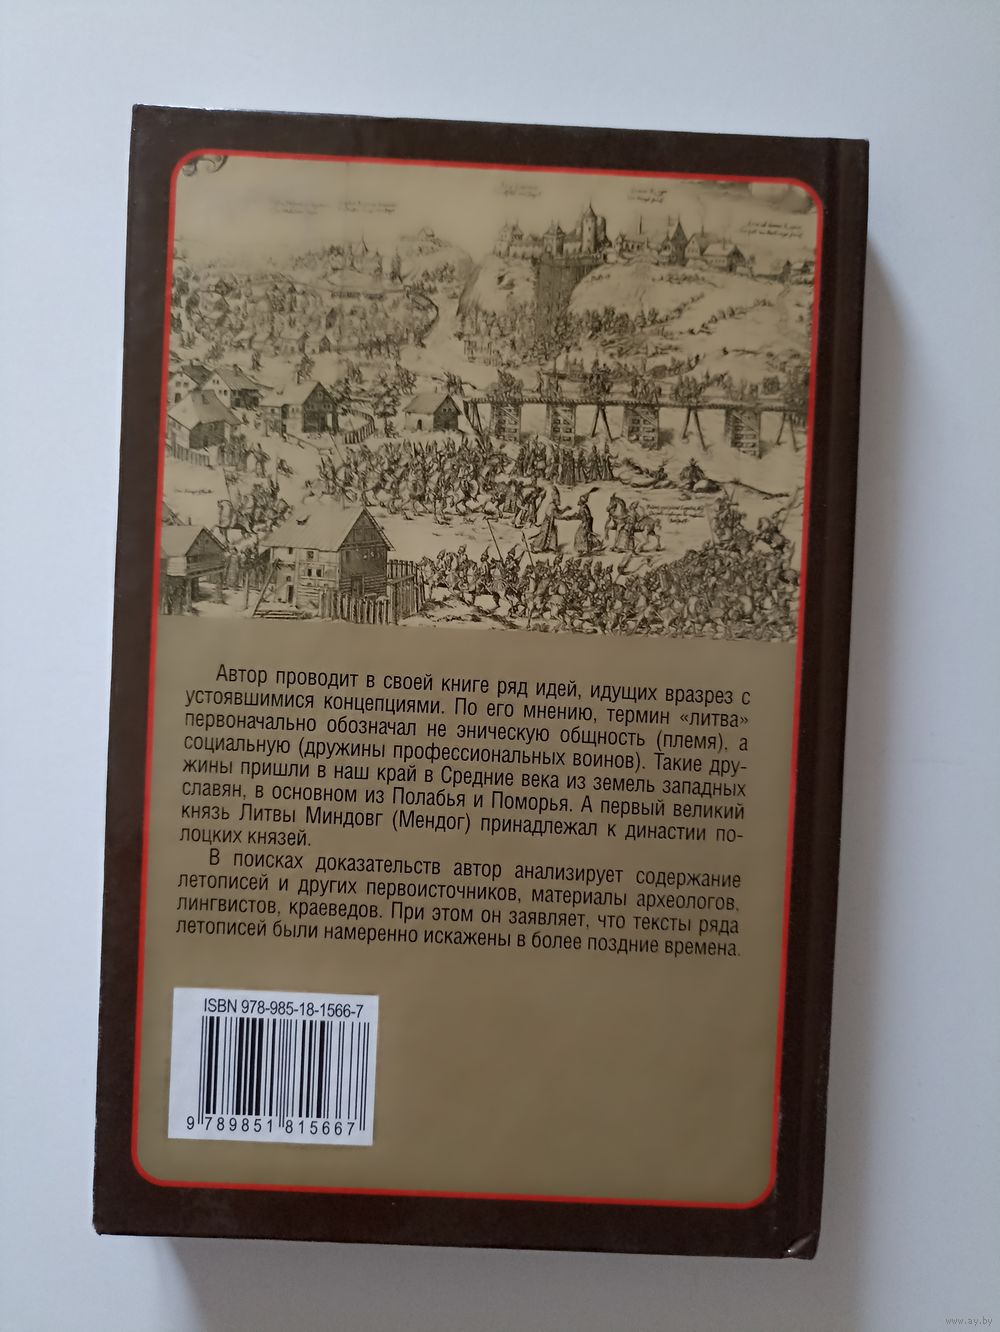 Автор проводит в своей книге ряд идей, идущих вразрез с
устоявшимися концепциями. По его мнению, термин «литва»
первоначально обозначал не эническую общность (племя), а
социальную (дружины профессиональных воинов). Такие дру-
жины пришли в наш край в Средние века из земель западных
славян, в основном из Полабья и Поморья. А первый великий
князь Литвы Миндовг (Мендог) принадлежал к династии по-
лоцких князей.
В поисках доказательств автор анализирует содержание
летописей и других первоисточников, материалы археологов,
лингвистов, краеведов. При этом он заявляет, что тексты ряда
летописей были намеренно искажены в более поздние времена.
ISBN 978-985-18-1566-7
9 789851 815667
www.ay.by